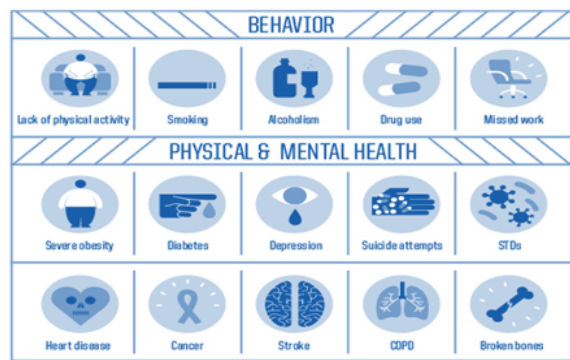 BEHAVIOR
Lack of physical activity
Smoking
Alcoholism
Drug use
Missed work
PHYSICAL & MENTAL HEALTH
Severe obesity
Diabetes
Depression
Suicide attempts
STDs
Heart disease
Cancer
Stroke
COPD
Broken bones